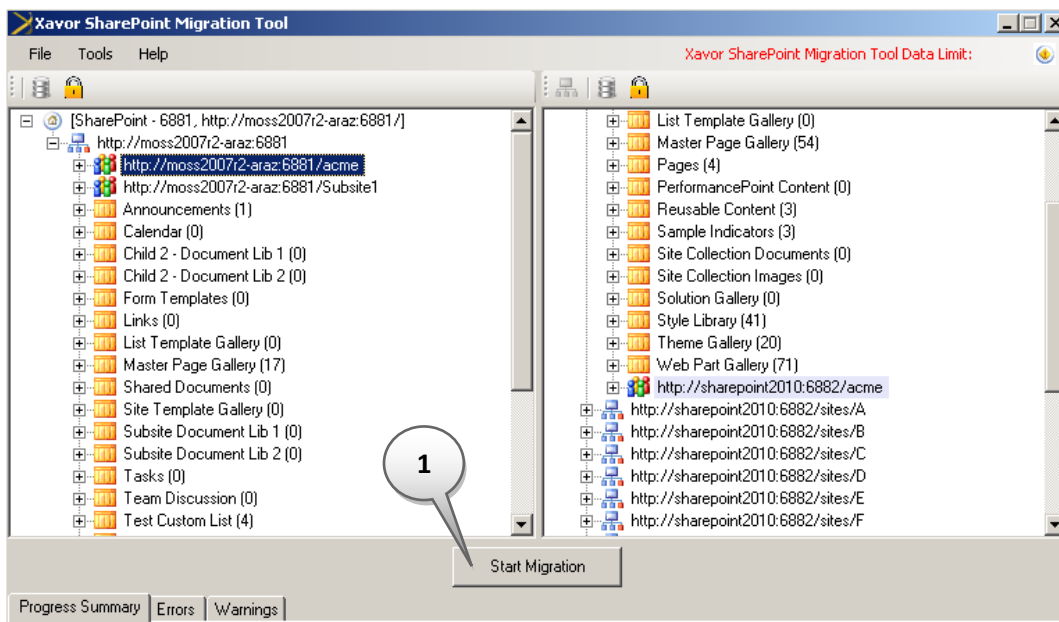 Xavor SharePoint Migration Tool
File Tools Help
Xavor SharePoint Migration Tool Data Limit:
[SharePoint - 6881, http://moss2007r2-araz:6881/]
http://moss2007r2-araz:6881
http://moss2007r2-araz:6881/acme
http://moss2007r2-araz:6881/Subsite1
Announcements (1)
Calendar (0)
Child 2 - Document Lib 1 (0)
Child 2 - Document Lib 2 (0)
Form Templates (0)
Links (0)
List Template Gallery (0)
Master Page Gallery (17)
Shared Documents (0)
Site Template Gallery (0)
Subsite Document Lib 1 (0)
Subsite Document Lib 2 (0)
Tasks (0)
Team Discussion (0)
Test Custom List (4)
List Template Gallery (0)
Master Page Gallery (54)
Pages (4)
PerformancePoint Content (0)
Reusable Content (3)
Sample Indicators (3)
Site Collection Documents (0)
Site Collection Images (0)
Solution Gallery (0)
Style Library (41)
Theme Gallery (20)
Web Part Gallery (71)
http://sharepoint2010:6882/acme
http://sharepoint2010:6882/sites/A
http://sharepoint2010:6882/sites/B
http://sharepoint2010:6882/sites/C
http://sharepoint2010:6882/sites/D
http://sharepoint2010:6882/sites/E
http://sharepoint2010:6882/sites/F
1
Start Migration
Progress Summary Errors Warnings